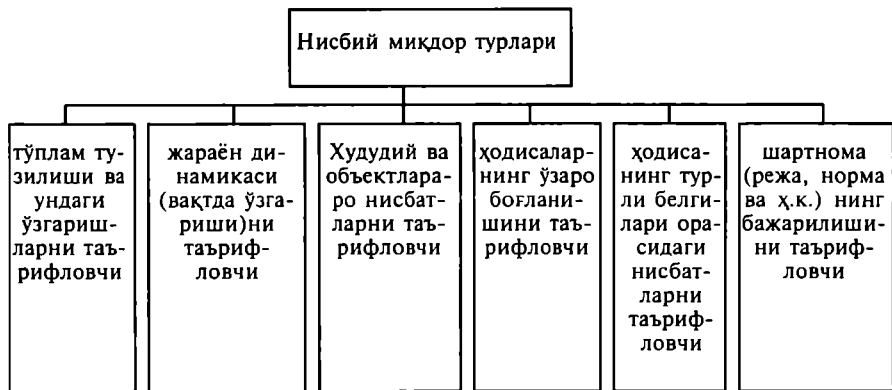 Нисбий миқдор турлари
тўплам ту-
зилиши ва
ундаги
ўзгариш-
ларни таъ-
рифловчи
жараён ди-
намикаси
(вақтда ўзга-
риши)ни
таъриф-
ловчи
Худудий ва
объектлара-
ро нисбат-
ларни таъ-
рифловчи
ҳодисалар-
нинг ўзаро
боғлани-
шини таъ-
рифловчи
ҳодиса-
нинг тур-
ли белги-
лари ора-
сидаги
нисбат-
ларни
таъриф-
ловчи
шартнома
(режа, норма
ва ҳ.к.) нинг
бажарилиши-
ни таъриф-
ловчи